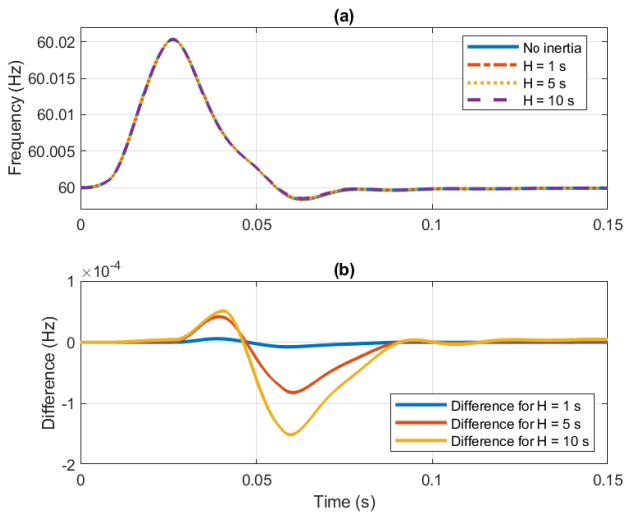 (a)
60.02
60.015
60.01
60.005
60
Frequency (Hz)
No inertia
H = 1 s
H = 5 s
H = 10 s
0
0.05
0.1
0.15
(b)
×10⁻⁴
1
0
-1
-2
Difference (Hz)
Difference for H = 1 s
Difference for H = 5 s
Difference for H = 10 s
0
0.05
0.1
0.15
Time (s)